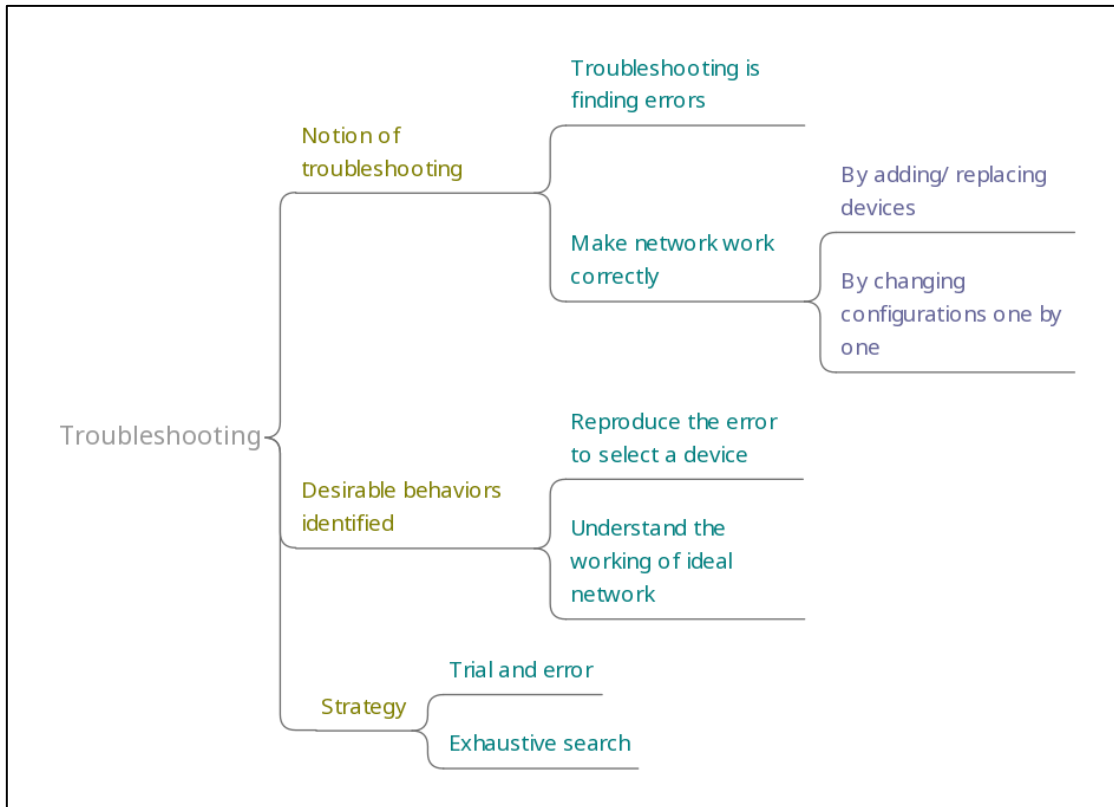 Troubleshooting is
finding errors
Notion of
troubleshooting
By adding/ replacing
devices
Make network work
correctly
By changing
configurations one by
one
Troubleshooting
Reproduce the error
to select a device
Desirable behaviors
identified
Understand the
working of ideal
network
Trial and error
Strategy
Exhaustive search